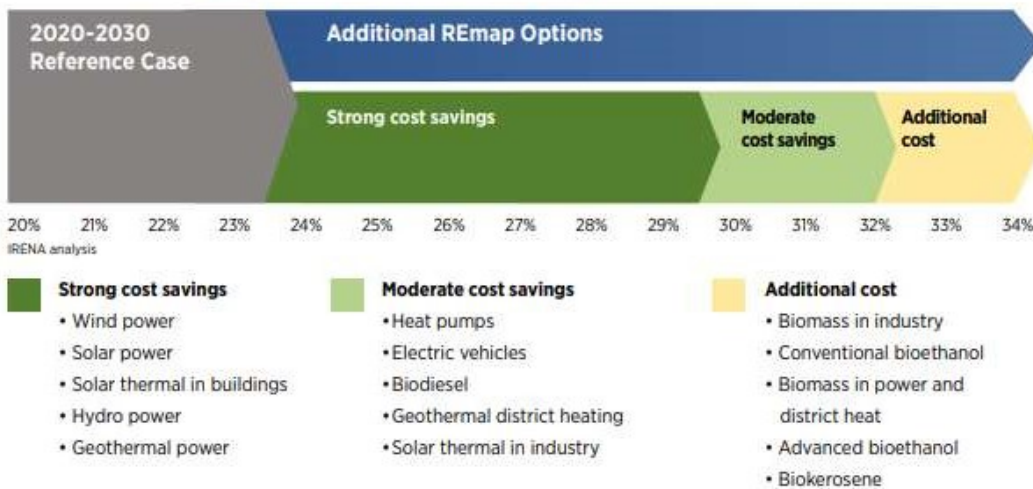 2020-2030
Reference Case
Additional REmap Options
Strong cost savings
Moderate
cost savings
Additional
cost
20% 21% 22% 23% 24% 25% 26% 27% 28% 29% 30% 31% 32% 33% 34%
IRENA analysis
Strong cost savings
• Wind power
• Solar power
• Solar thermal in buildings
• Hydro power
• Geothermal power
Moderate cost savings
• Heat pumps
• Electric vehicles
• Biodiesel
• Geothermal district heating
• Solar thermal in industry
Additional cost
• Biomass in industry
• Conventional bioethanol
• Biomass in power and
district heat
• Advanced bioethanol
• Biokerosene